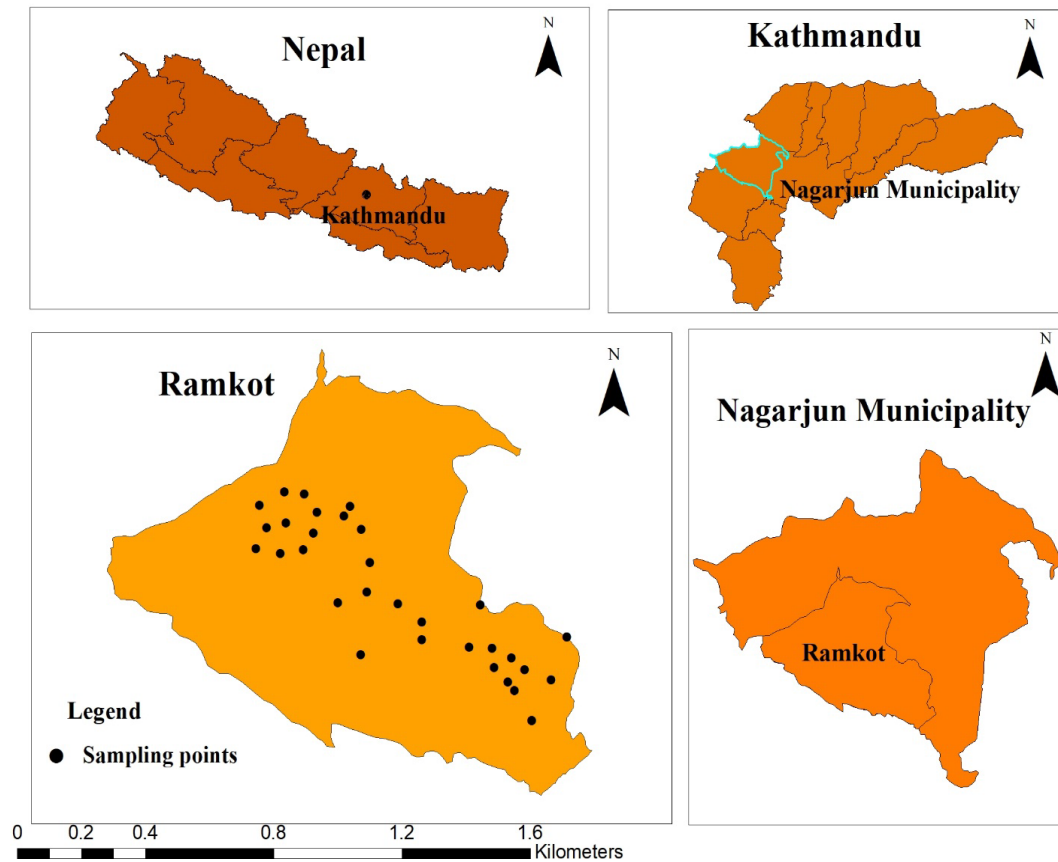 Nepal
N
Kathmandu
Kathmandu
N
Nagarjun Municipality
Ramkot
N
Legend
Sampling points
0 0.2 0.4 0.8 1.2 1.6
Kilometers
N
Nagarjun Municipality
Ramkot